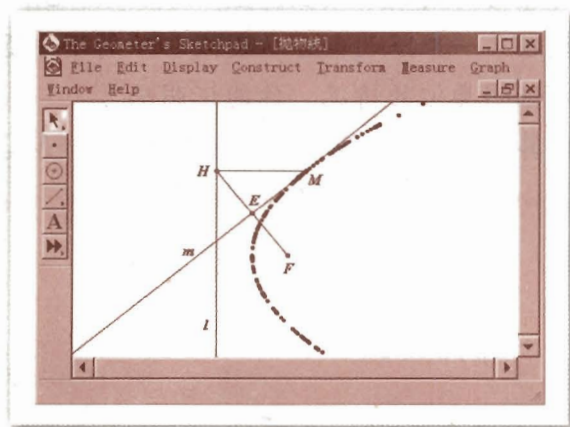 The Geometer's Sketchpad - [抛物线]
File Edit Display Construct Transform Measure Graph
Window Help
A
H
M
E
m
F
l